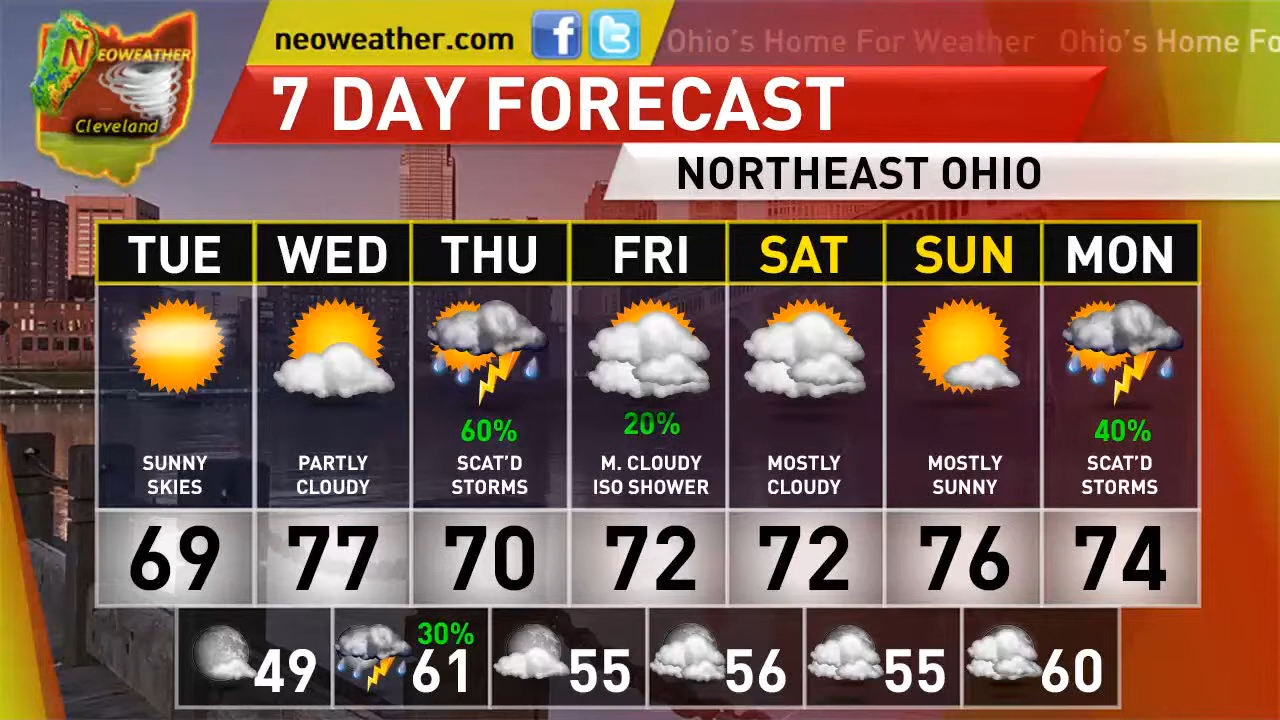 NEOWEATHER
Cleveland
neoweather.com
Ohio's Home For Weather Ohio's Home Fo
7 DAY FORECAST
NORTHEAST OHIO
TUE WED THU FRI SAT SUN MON
60% 20% 40%
SUNNY PARTLY SCAT'D M. CLOUDY MOSTLY MOSTLY SCAT'D
SKIES CLOUDY STORMS ISO SHOWER CLOUDY SUNNY STORMS
69 77 70 72 72 76 74
30%
49 61 55 56 55 60